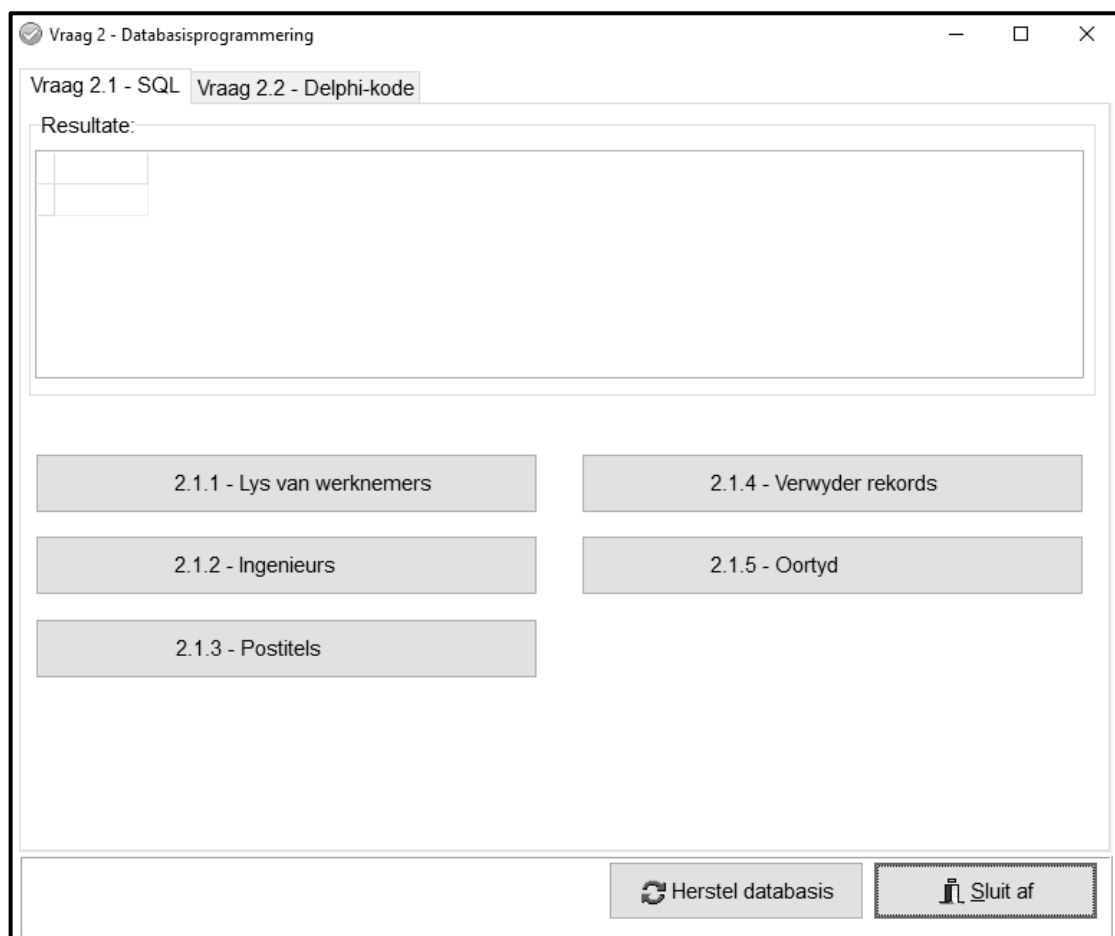 Vraag 2 - Databasisprogrammering
Vraag 2.1 - SQL Vraag 2.2 - Delphi-kode
Resultate:
2.1.1 - Lys van werknemers
2.1.4 - Verwyder rekords
2.1.2 - Ingenieurs
2.1.5 - Oortyd
2.1.3 - Postitels
Herstel databasis
Sluit af